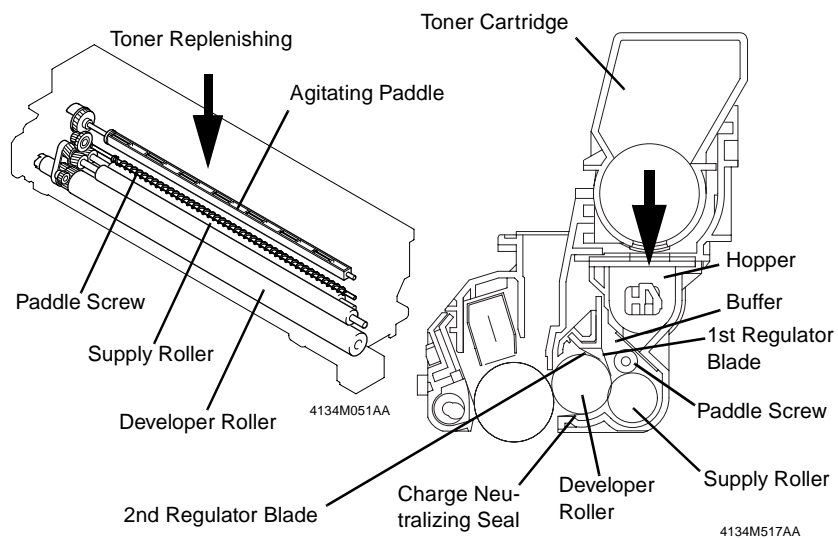 Toner Replenishing
Agitating Paddle
Paddle Screw
Supply Roller
Developer Roller
4134M051AA
Toner Cartridge
Hopper
Buffer
1st Regulator
Blade
Paddle Screw
Supply Roller
Developer
Roller
Charge Neu-
tralizing Seal
2nd Regulator Blade
4134M517AA